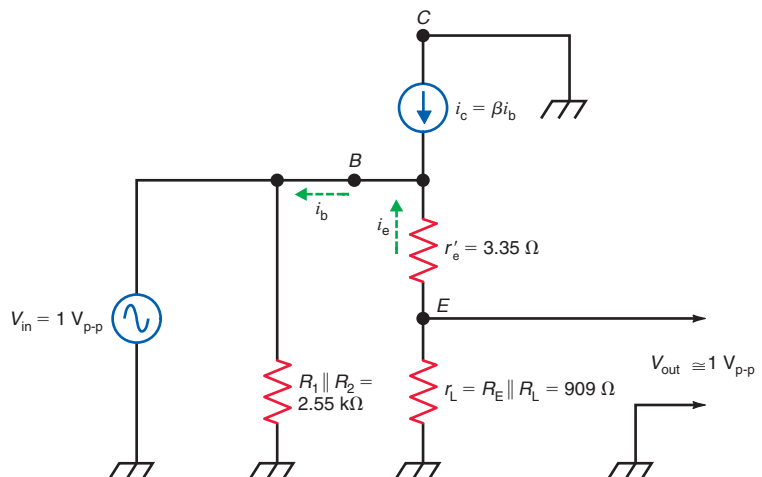 C
i_c = βi_b
B
i_b
i_e
r′_e = 3.35 Ω
E
V_in = 1 V_p-p
V_out ≅1 V_p-p
R_1 ∥ R_2 =
2.55 kΩ
r_L = R_E ∥ R_L = 909 Ω